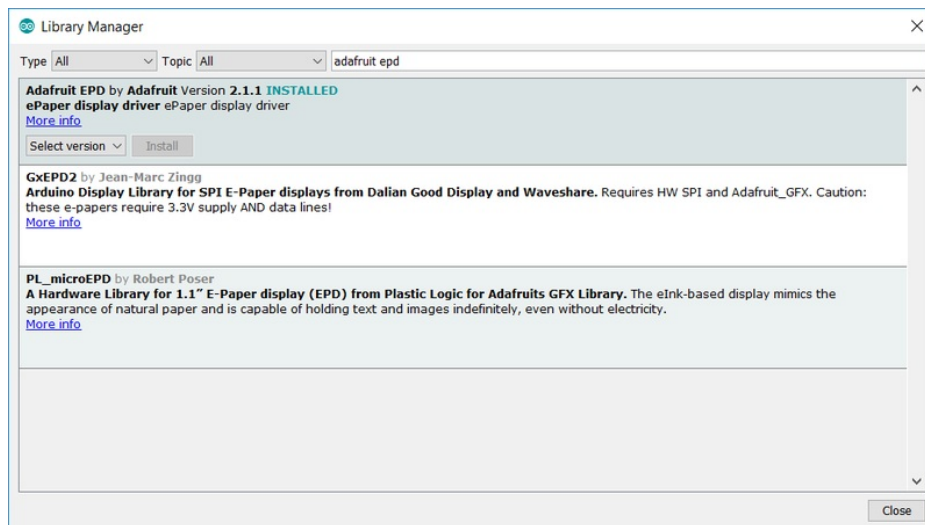 Library Manager
Type All Topic All adafruit epd
Adafruit EPD by Adafruit Version 2.1.1 INSTALLED
ePaper display driver ePaper display driver
More info
Select version Install
GxEPD2 by Jean-Marc Zingg
Arduino Display Library for SPI E-Paper displays from Dalian Good Display and Waveshare. Requires HW SPI and Adafruit_GFX. Caution:
these e-papers require 3.3V supply AND data lines!
More info
PL_microEPD by Robert Poser
A Hardware Library for 1.1” E-Paper display (EPD) from Plastic Logic for Adafruits GFX Library. The eInk-based display mimics the
appearance of natural paper and is capable of holding text and images indefinitely, even without electricity.
More info
Close